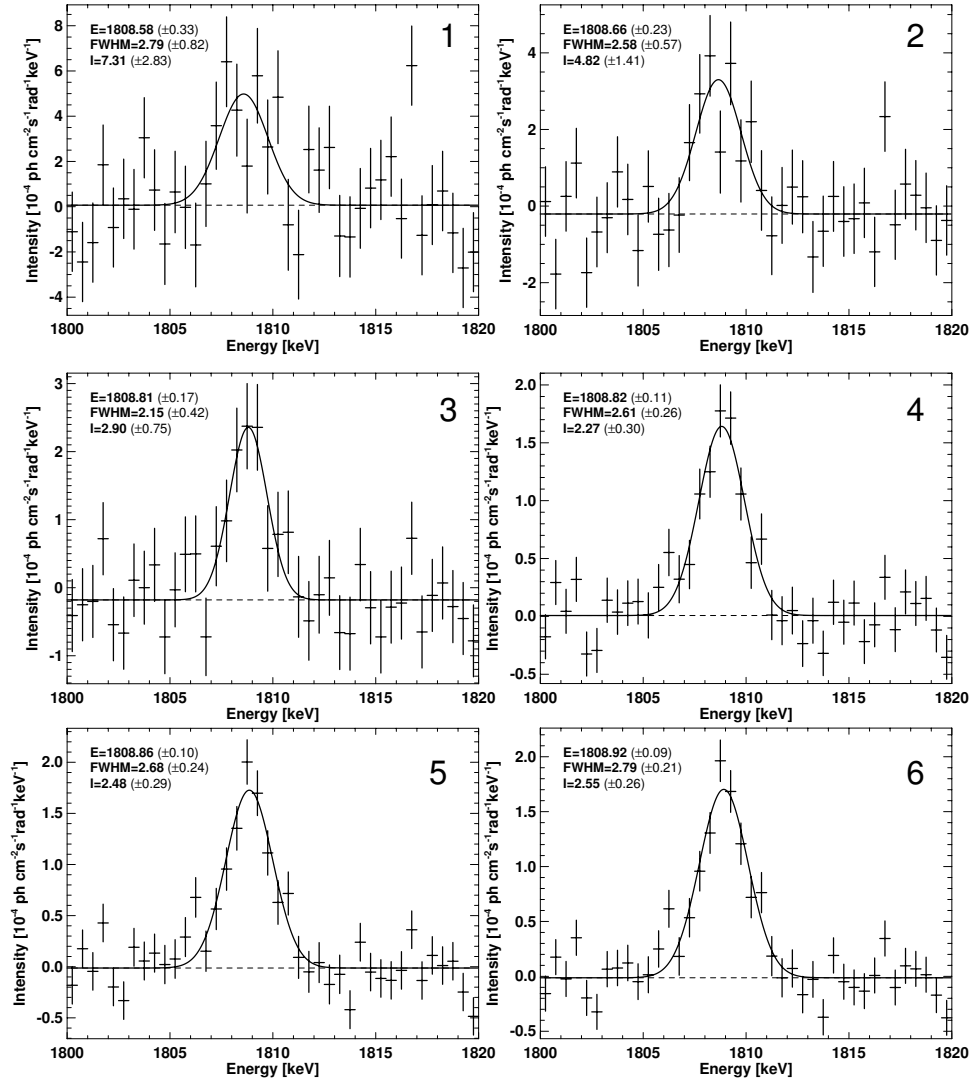 1
E=1808.58 (±0.33)
FWHM=2.79 (±0.82)
I=7.31 (±2.83)
Intensity [10⁻⁴ ph cm⁻²s⁻¹rad⁻¹keV⁻¹]
8
6
4
2
0
-2
-4
1800 1805 1810 1815 1820
Energy [keV]
2
E=1808.66 (±0.23)
FWHM=2.58 (±0.57)
I=4.82 (±1.41)
Intensity [10⁻⁴ ph cm⁻²s⁻¹rad⁻¹keV⁻¹]
4
2
0
-2
1800 1805 1810 1815 1820
Energy [keV]
3
E=1808.81 (±0.17)
FWHM=2.15 (±0.42)
I=2.90 (±0.75)
Intensity [10⁻⁴ ph cm⁻²s⁻¹rad⁻¹keV⁻¹]
3
2
1
0
-1
1800 1805 1810 1815 1820
Energy [keV]
4
E=1808.82 (±0.11)
FWHM=2.61 (±0.26)
I=2.27 (±0.30)
Intensity [10⁻⁴ ph cm⁻²s⁻¹rad⁻¹keV⁻¹]
2.0
1.5
1.0
0.5
0.0
-0.5
1800 1805 1810 1815 1820
Energy [keV]
5
E=1808.86 (±0.10)
FWHM=2.68 (±0.24)
I=2.48 (±0.29)
Intensity [10⁻⁴ ph cm⁻²s⁻¹rad⁻¹keV⁻¹]
2.0
1.5
1.0
0.5
0.0
-0.5
1800 1805 1810 1815 1820
Energy [keV]
6
E=1808.92 (±0.09)
FWHM=2.79 (±0.21)
I=2.55 (±0.26)
Intensity [10⁻⁴ ph cm⁻²s⁻¹rad⁻¹keV⁻¹]
2.0
1.5
1.0
0.5
0.0
-0.5
1800 1805 1810 1815 1820
Energy [keV]